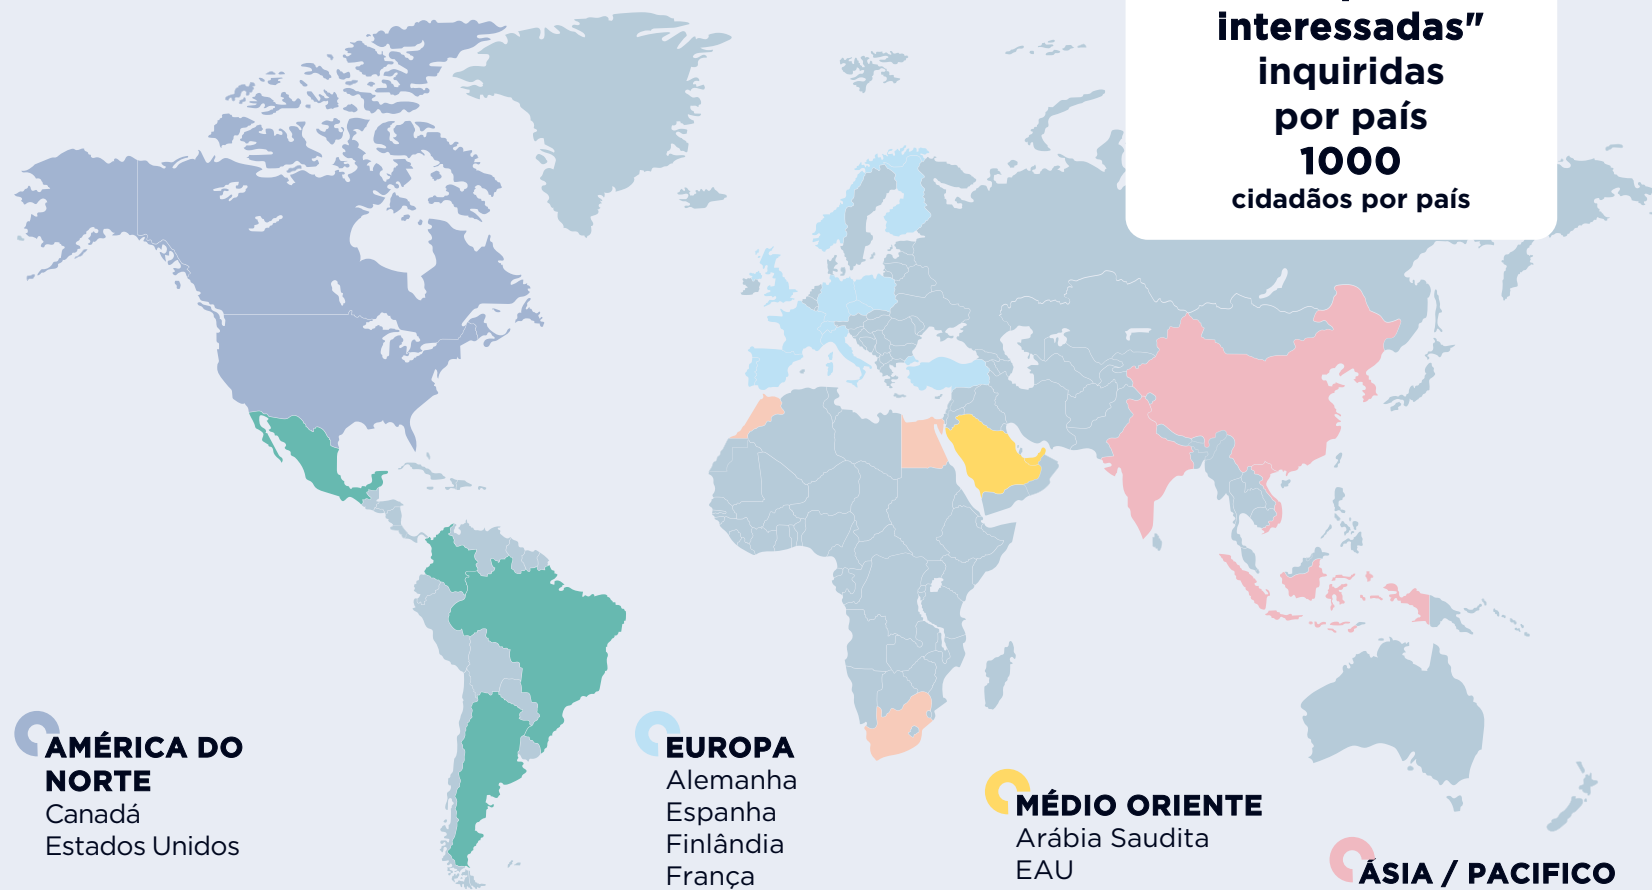 interessadas"
inquiridas
por país
1000
cidadãos por país
AMÉRICA DO
NORTE
Canadá
Estados Unidos
EUROPA
Alemanha
Espanha
Finlândia
França
MÉDIO ORIENTE
Arábia Saudita
EAU
ÁSIA / PACIFICO